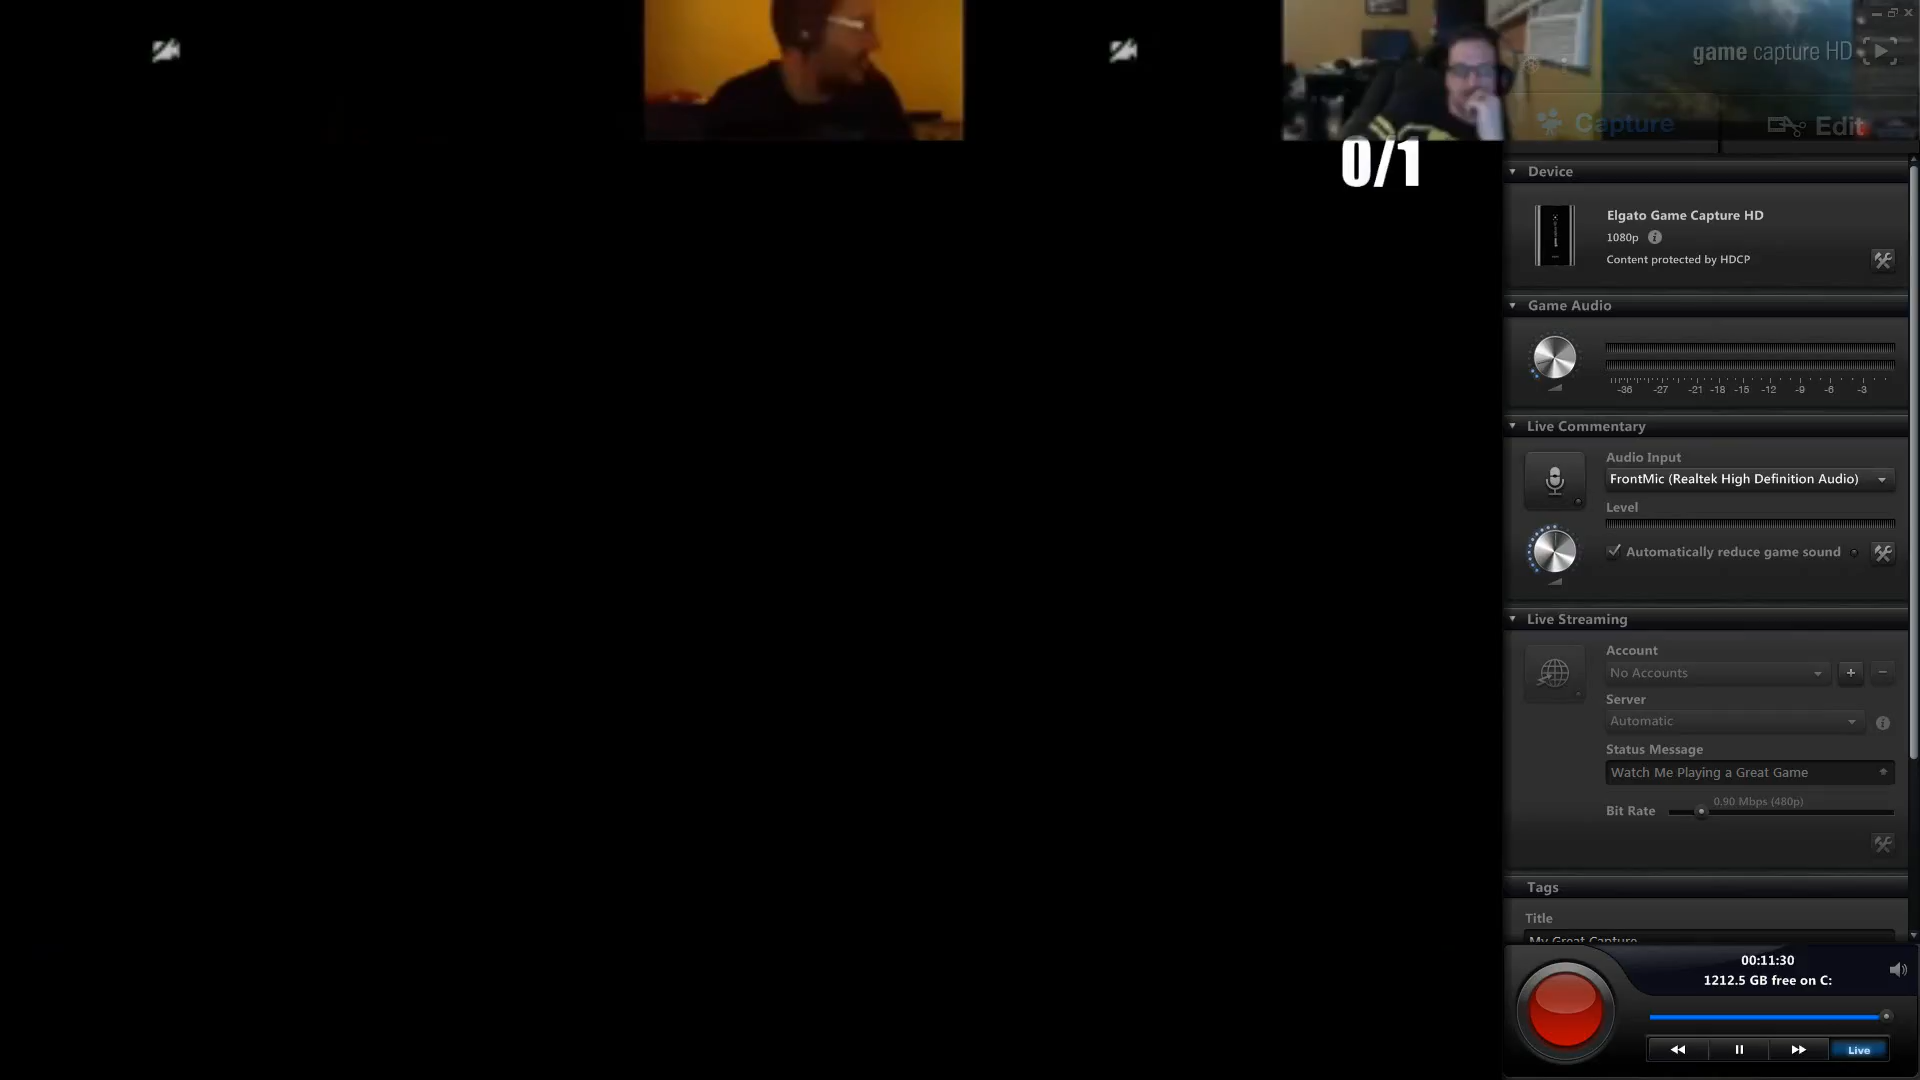 game capture HD
Capture
Edit
0/1
Device
Elgato Game Capture HD
1080p
Content protected by HDCP
Game Audio
-36 -27 -21 -18 -15 -12 -9 -6 -3
Live Commentary
Audio Input
FrontMic (Realtek High Definition Audio)
Level
Automatically reduce game sound
Live Streaming
Account
No Accounts
Server
Automatic
Status Message
Watch Me Playing a Great Game
0.90 Mbps (480p)
Bit Rate
Tags
Title
My Great Capture
00:11:30
1212.5 GB free on C:
Live